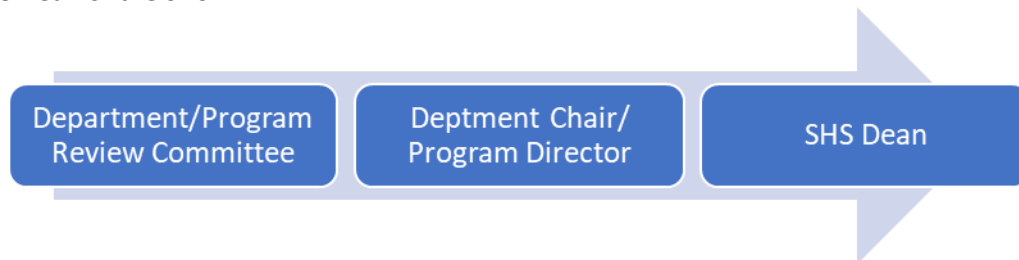 Department/Program
Review Committee
Deptment Chair/
Program Director
SHS Dean